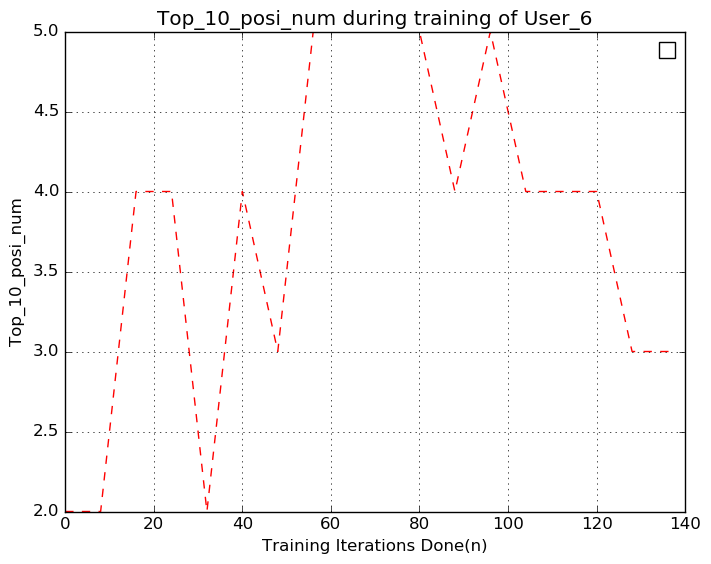 Top_10_posi_num during training of User_6
5.0
4.5
4.0
3.5
3.0
2.5
2.0
Top_10_posi_num
0 20 40 60 80 100 120 140
Training Iterations Done(n)